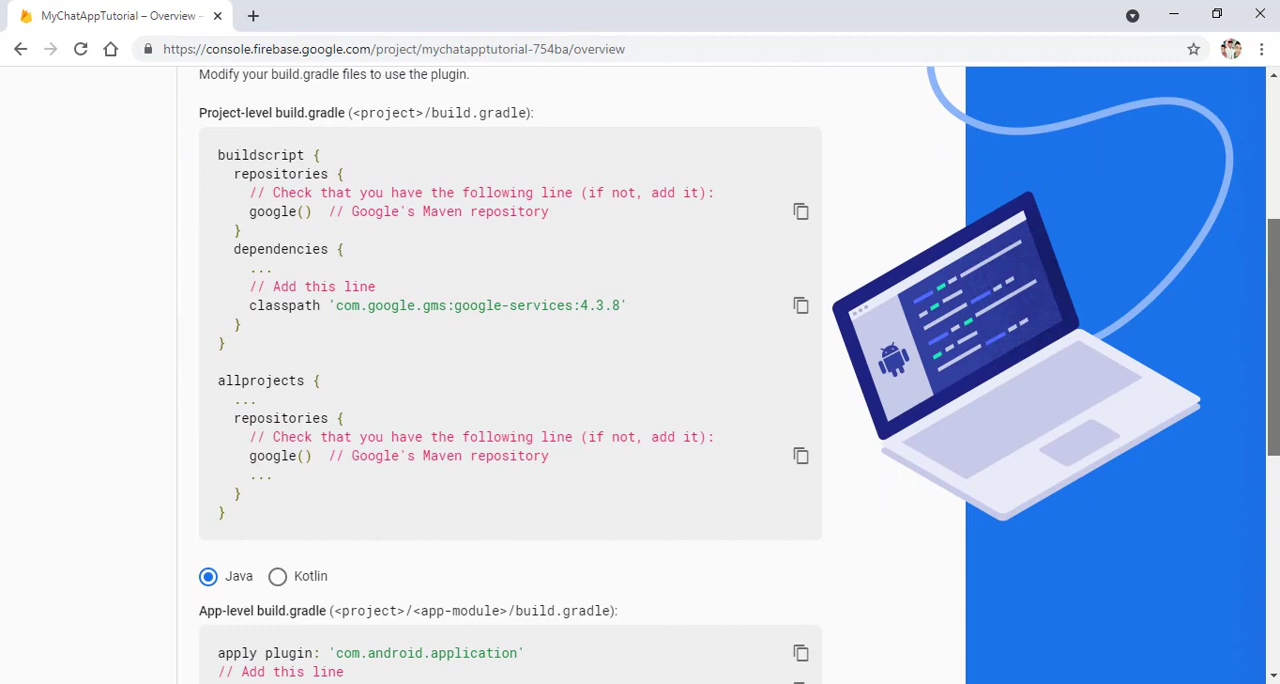 MyChatAppTutorial – Overview –
https://console.firebase.google.com/project/mychatapptutorial-754ba/overview
Modify your build.gradle files to use the plugin.
Project-level build.gradle (<project>/build.gradle):
buildscript {
repositories {
// Check that you have the following line (if not, add it):
google() // Google's Maven repository
}
dependencies {
...
// Add this line
classpath 'com.google.gms:google-services:4.3.8'
}
}
allprojects {
...
repositories {
// Check that you have the following line (if not, add it):
google() // Google's Maven repository
...
}
}
Java Kotlin
App-level build.gradle (<project>/<app-module>/build.gradle):
apply plugin: 'com.android.application'
// Add this line